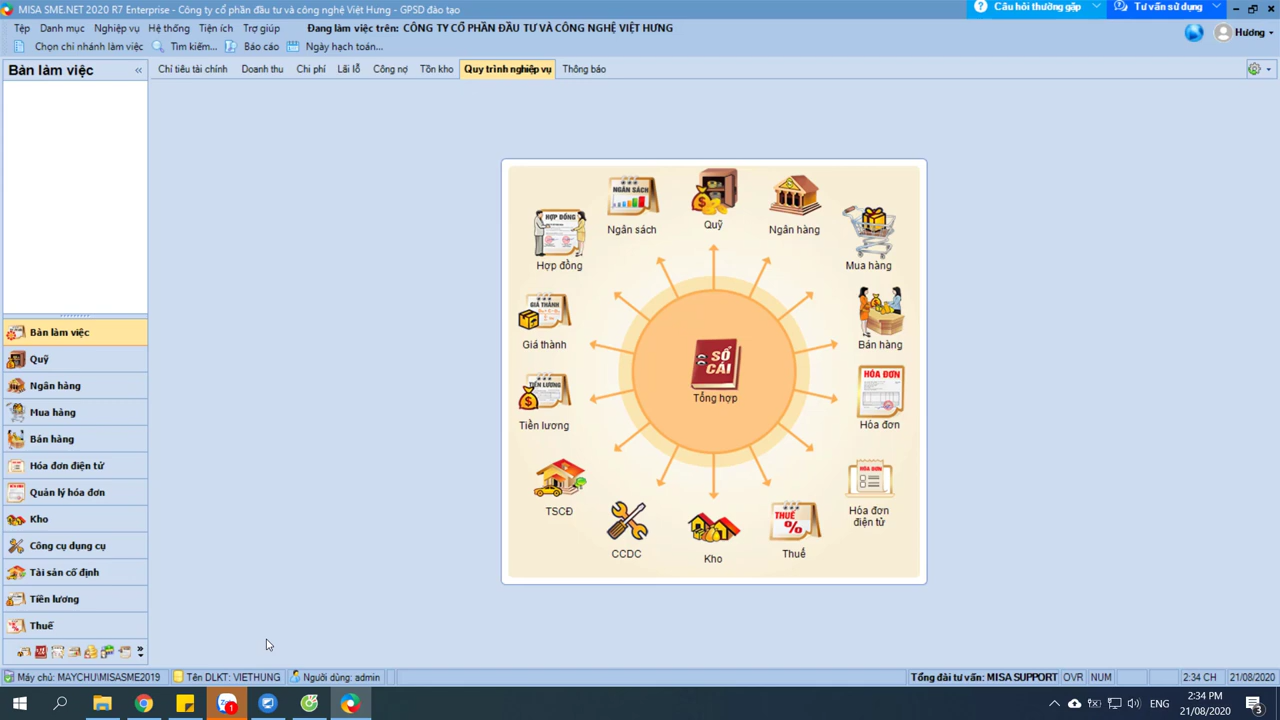 MISA SME.NET 2020 R7 Enterprise - Công ty cổ phần đầu tư và công nghệ Việt Hưng - GPSD đào tạo
Câu hỏi thường gặp
Tư vấn sử dụng
Tệp Danh mục Nghiệp vụ Hệ thống Tiện ích Trợ giúp Đang làm việc trên: CÔNG TY CỔ PHẦN ĐẦU TƯ VÀ CÔNG NGHỆ VIỆT HƯNG
Hương
Chọn chi nhánh làm việc Tìm kiếm... Báo cáo Ngày hạch toán...
Bàn làm việc «
Chỉ tiêu tài chính Doanh thu Chi phí Lãi lỗ Công nợ Tồn kho Quy trình nghiệp vụ Thông báo
NGÂN SÁCH
Ngân sách
Quỹ
Ngân hàng
HỢP ĐỒNG
Hợp đồng
Mua hàng
GIÁ THÀNH
Giá thành
Bán hàng
SỔ CÁI
Tổng hợp
TIỀN LƯƠNG
Tiền lương
HÓA ĐƠN
Hóa đơn
TSCĐ
HÓA ĐƠN
Hóa đơn
điện tử
CCDC
Kho
THUẾ
%
Thuế
Bàn làm việc
Quỹ
Ngân hàng
Mua hàng
Bán hàng
Hóa đơn điện tử
Quản lý hóa đơn
Kho
Công cụ dụng cụ
Tài sản cố định
Tiền lương
Thuế
Máy chủ: MAYCHU\MISASME2019 Tên DLKT: VIETHUNG Người dùng: admin Tổng đài tư vấn: MISA SUPPORT OVR NUM 2:34 CH 21/08/2020
1
ENG
2:34 PM
21/08/2020
3